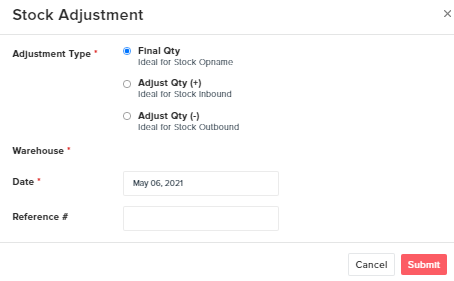 Stock Adjustment ×
Adjustment Type *
Final Qty
Ideal for Stock Opname
Adjust Qty (+)
Ideal for Stock Inbound
Adjust Qty (-)
Ideal for Stock Outbound
Warehouse *
Date *
May 06, 2021
Reference #
Cancel Submit